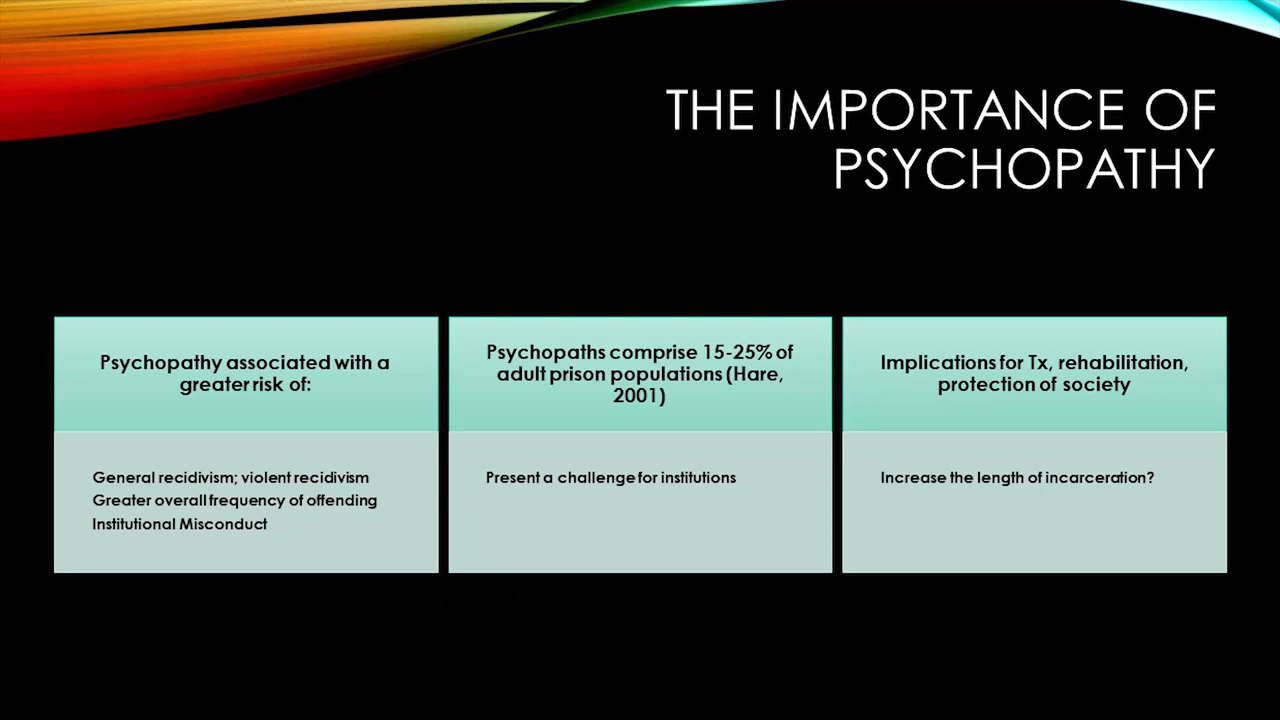 THE IMPORTANCE OF
PSYCHOPATHY
Psychopathy associated with a
greater risk of:
General recidivism; violent recidivism
Greater overall frequency of offending
Institutional Misconduct
Psychopaths comprise 15-25% of
adult prison populations (Hare,
2001)
Present a challenge for institutions
Implications for Tx, rehabilitation,
protection of society
Increase the length of incarceration?